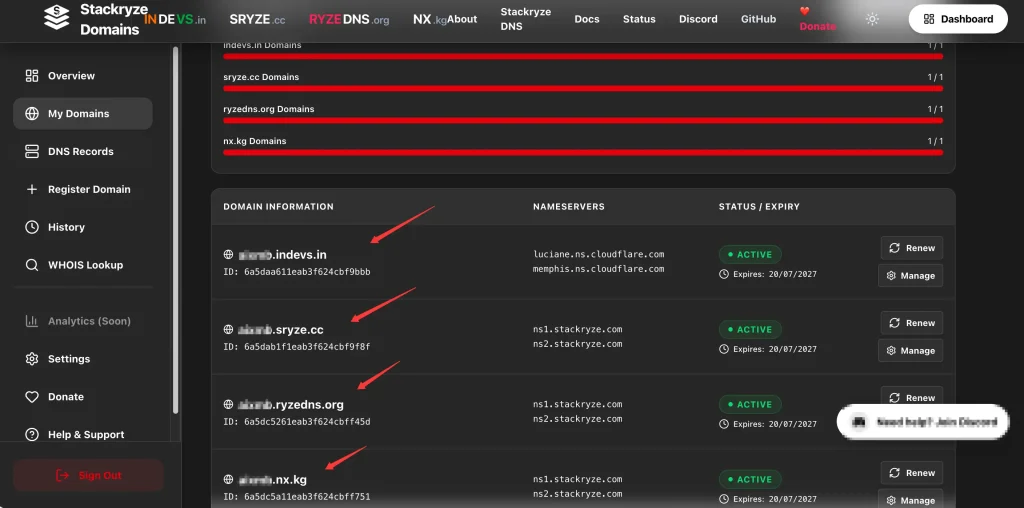 Stackryze
Domains
INDEVS.in
SRYZE.cc
RYZEDNS.org
NX.kg
About
Stackryze
DNS
Docs
Status
Discord
GitHub
Donate
Dashboard
Overview
My Domains
DNS Records
Register Domain
History
WHOIS Lookup
Analytics (Soon)
Settings
Donate
Help & Support
Sign Out
indevs.in Domains 1 / 1
sryze.cc Domains 1 / 1
ryzedns.org Domains 1 / 1
nx.kg Domains 1 / 1
DOMAIN INFORMATION NAMESERVERS STATUS / EXPIRY
.indevs.in
ID: 6a5daa611eab3f624cbf9bbb
luciane.ns.cloudflare.com
memphis.ns.cloudflare.com
ACTIVE
Expires: 20/07/2027
Renew
Manage
.sryze.cc
ID: 6a5dab1f1eab3f624cbf9f8f
ns1.stackryze.com
ns2.stackryze.com
ACTIVE
Expires: 20/07/2027
Renew
Manage
.ryzedns.org
ID: 6a5dc5261eab3f624cbff45d
ns1.stackryze.com
ns2.stackryze.com
ACTIVE
Expires: 20/07/2027
Renew
Need help? Join Discord
.nx.kg
ID: 6a5dc5a11eab3f624cbff751
ns1.stackryze.com
ns2.stackryze.com
ACTIVE
Expires: 20/07/2027
Renew
Manage